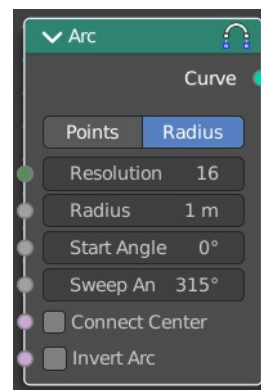 Arc
Curve
Points Radius
Resolution 16
Radius 1 m
Start Angle 0°
Sweep An 315°
Connect Center
Invert Arc